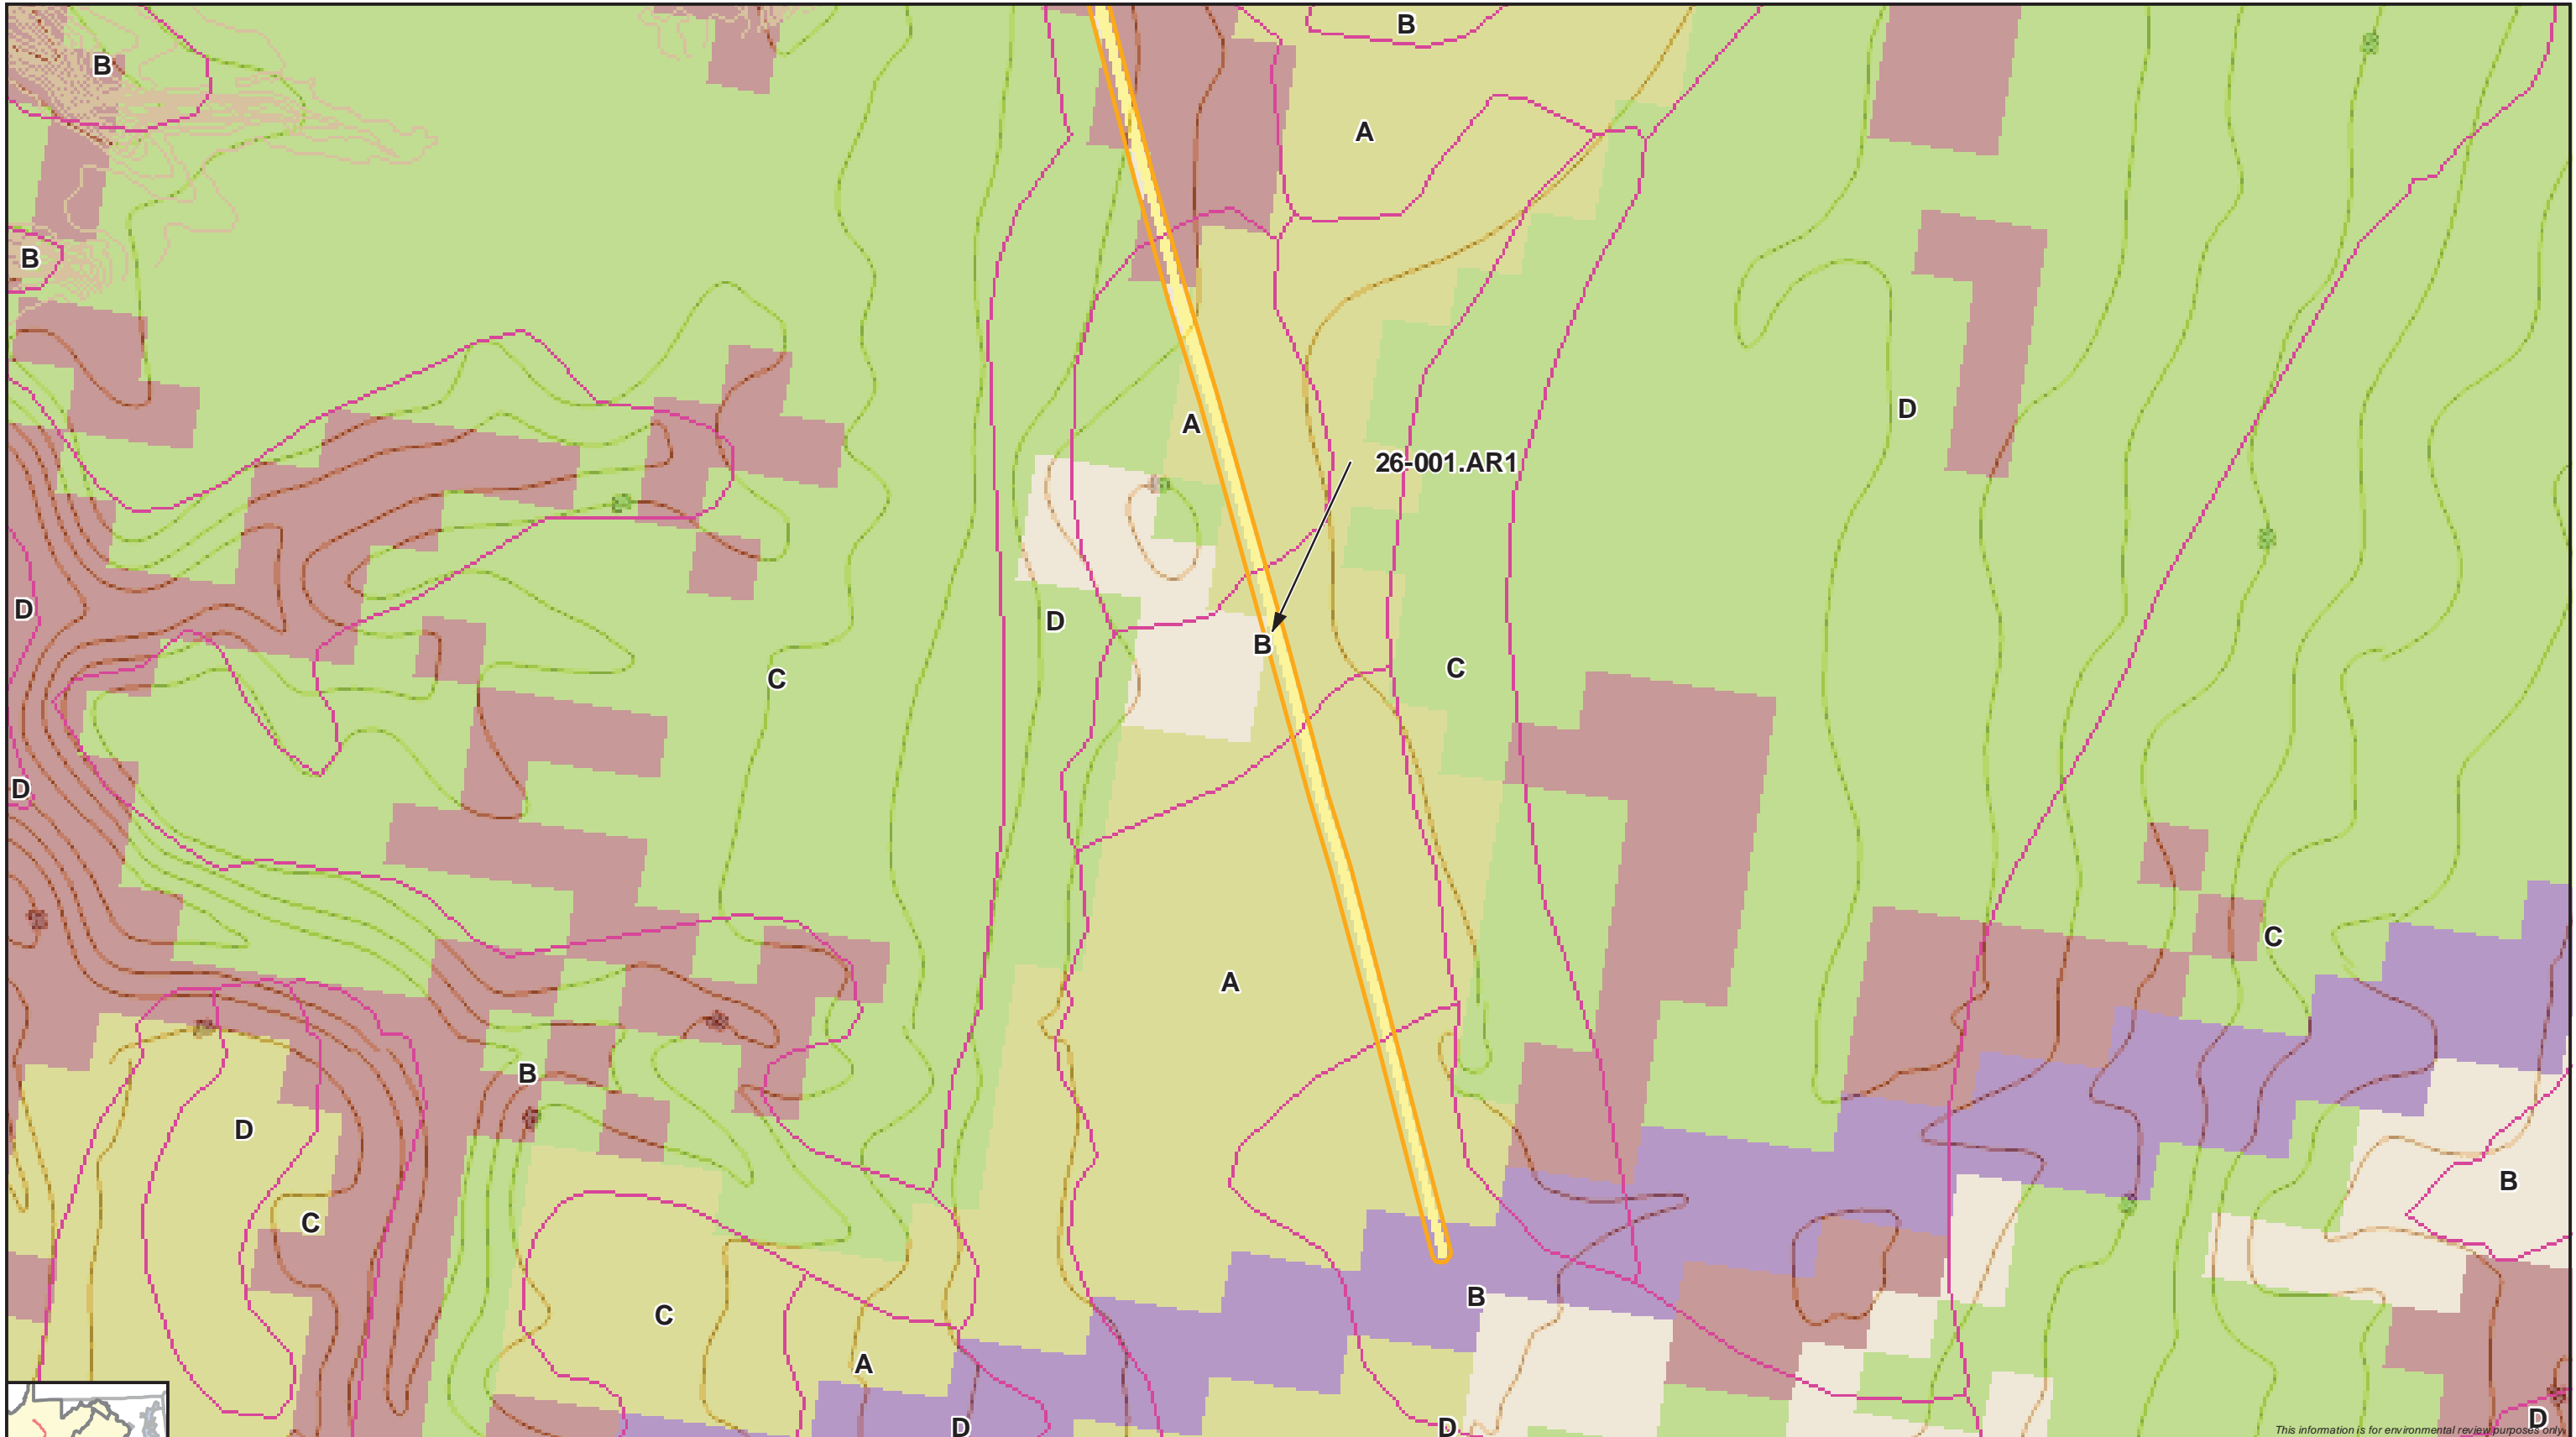 B
B
A
B
D
A
26-001.AR1
D
D
B
C
C
D
C
A
B
D
B
C
B
C
A
D
D
D
This information is for environmental review purposes only.